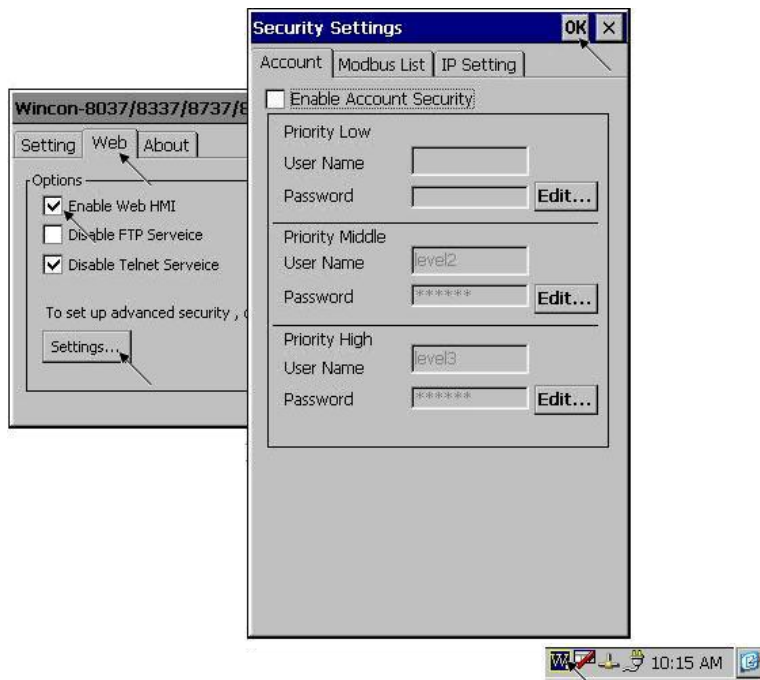 Wincon-8037/8337/8737/8
Setting Web About
Options
Enable Web HMI
Disable FTP Serveice
Disable Telnet Serveice
To set up advanced security ,
Settings...
Security Settings OK ×
Account Modbus List IP Setting
Enable Account Security
Priority Low
User Name
Password Edit...
Priority Middle
User Name level2
Password ****** Edit...
Priority High
User Name level3
Password ****** Edit...
W 10:15 AM